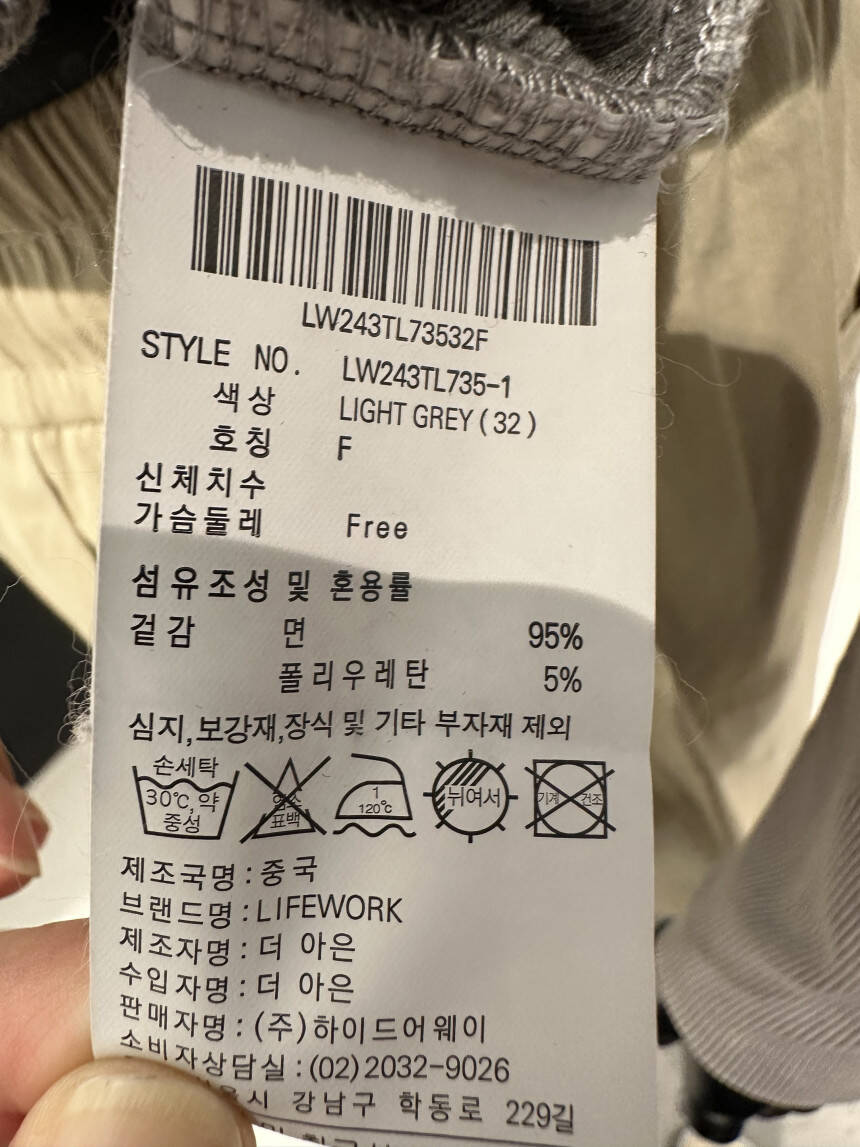 LW243TL73532F
STYLE NO. LW243TL735-1
색상 LIGHT GREY(32)
호칭 F
신체치수
가슴둘레 Free
섬유조성 및 혼용률
겉감 면 95%
폴리우레탄 5%
심지,보강재,장식 및 기타 부자재 제외
손세탁
30℃,약
중성
염소
표백
1
120℃
뉘여서
기계 건조
제조국명:중국
브랜드명:LIFEWORK
제조자명:더 아은
수입자명:더 아은
판매자명:(주)하이드어웨이
소비자상담실:(02)2032-9026
강남구 학동로 229길